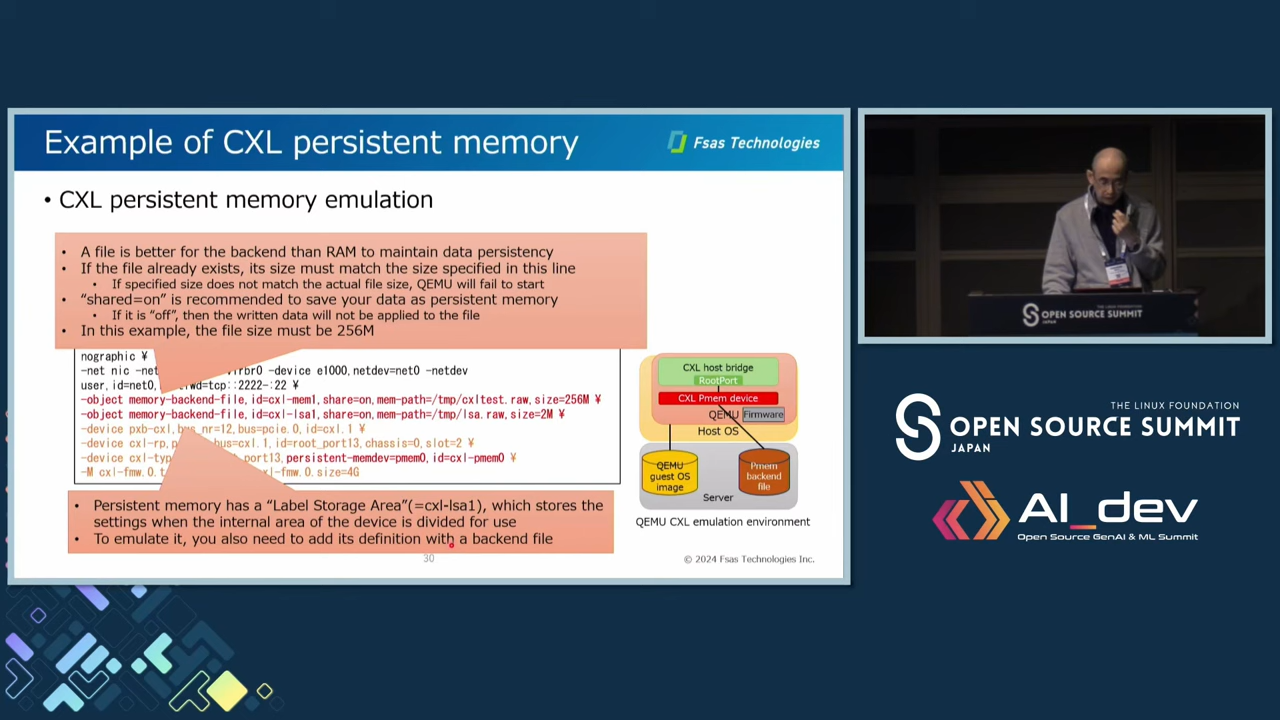 Example of CXL persistent memory
Fsas Technologies
• CXL persistent memory emulation
• A file is better for the backend than RAM to maintain data persistency
• If the file already exists, its size must match the size specified in this line
• If specified size does not match the actual file size, QEMU will fail to start
• “shared=on” is recommended to save your data as persistent memory
• If it is “off”, then the written data will not be applied to the file
• In this example, the file size must be 256M
nographic ¥
-net nic rbr0 -device e1000,netdev=net0 -netdev
user,id=net0, wd=tcp::2222-:22 ¥
-object memory-backend-file,id=cxl-mem1,share=on,mem-path=/tmp/cxltest.raw,size=256M ¥
-object memory-backend-file,id=cxl-lsa1,share=on,mem-path=/tmp/lsa.raw,size=2M ¥
-device pxb-cxl,bus_nr=12,bus=pcie.0,id=cxl.1 ¥
-device cxl-rp, bus=cxl.1,id=root_port13,chassis=0,slot=2 ¥
-device port13,persistent-memdev=pmem0,id=cxl-pmem0 ¥
-M cxl-fmw.0. cxl-fmw.0.size=4G
• Persistent memory has a “Label Storage Area”(=cxl-lsa1), which stores the
settings when the internal area of the device is divided for use
• To emulate it, you also need to add its definition with a backend file
CXL host bridge
RootPort
CXL Pmem device
QEMU Firmware
Host OS
QEMU
guest OS
image
Pmem
backend
file
Server
QEMU CXL emulation environment
30
© 2024 Fsas Technologies Inc.
THE LINUX FOUNDATION
OPEN SOURCE SUMMIT
JAPAN
THE LINUX FOUNDATION
OPEN SOURCE SUMMIT
JAPAN
AI_dev
Open Source GenAI & ML Summit